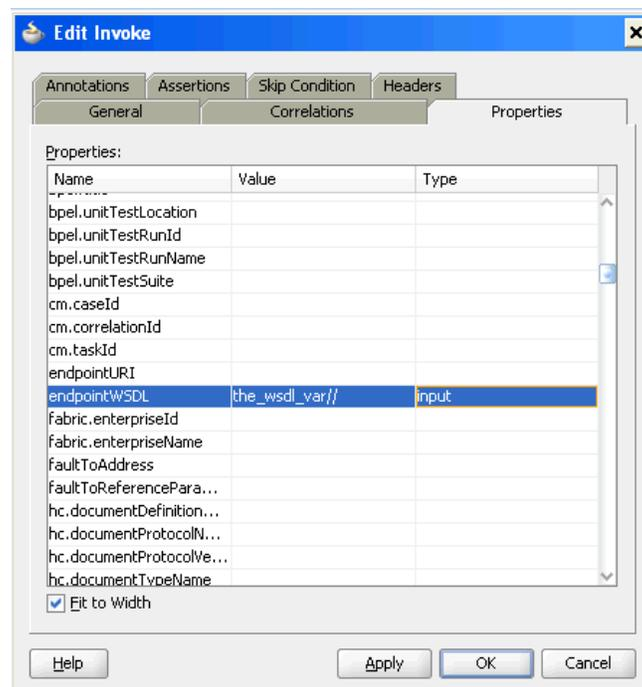 Edit Invoke
Annotations Assertions Skip Condition Headers
General Correlations Properties
Properties:
Name Value Type
bpel.unitTestLocation
bpel.unitTestRunId
bpel.unitTestRunName
bpel.unitTestSuite
cm.caseId
cm.correlationId
cm.taskId
endpointURI
endpointWSDL the_wsdl_var// input
fabric.enterpriseId
fabric.enterpriseName
faultToAddress
faultToReferencePara...
hc.documentDefinition...
hc.documentProtocolN...
hc.documentProtocolVe...
hc.documentTypeName
Fit to Width
Help Apply OK Cancel